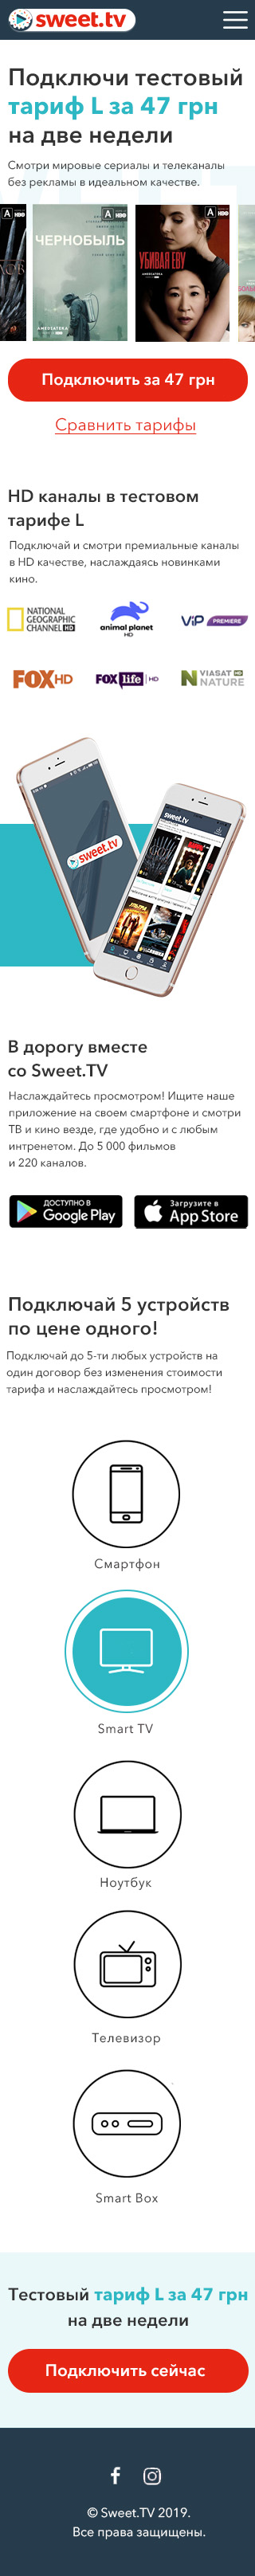 sweet.tv
Подключи тестовый
тариф L за 47 грн
на две недели
Смотри мировые сериалы и телеканалы
без рекламы в идеальном качестве.
A HBO
A HBO
ЧЕРНОБЫЛЬ
AMEDIATEKA
A HBO
УБИВАЯ ЕВУ
AMEDIATEKA
Подключить за 47 грн
Сравнить тарифы
HD каналы в тестовом
тарифе L
Подключай и смотри премиальные каналы
в HD качестве, наслаждаясь новинками
кино.
NATIONAL GEOGRAPHIC CHANNEL HD
animal planet HD
ViP PREMIERE
FOX HD
FOX life HD
VIASAT NATURE HD
sweet.tv
sweet.tv
В дорогу вместе
со Sweet.TV
Наслаждайтесь просмотром! Ищите наше
приложение на своем смартфоне и смотри
ТВ и кино везде, где удобно и с любым
интренетом. До 5 000 фильмов
и 220 каналов.
ДОСТУПНО В Google Play
Загрузите в App Store
Подключай 5 устройств
по цене одного!
Подключай до 5-ти любых устройств на
один договор без изменения стоимости
тарифа и наслаждайтесь просмотром!
Смартфон
Smart TV
Ноутбук
Телевизор
Smart Box
Тестовый тариф L за 47 грн
на две недели
Подключить сейчас
© Sweet.TV 2019.
Все права защищены.